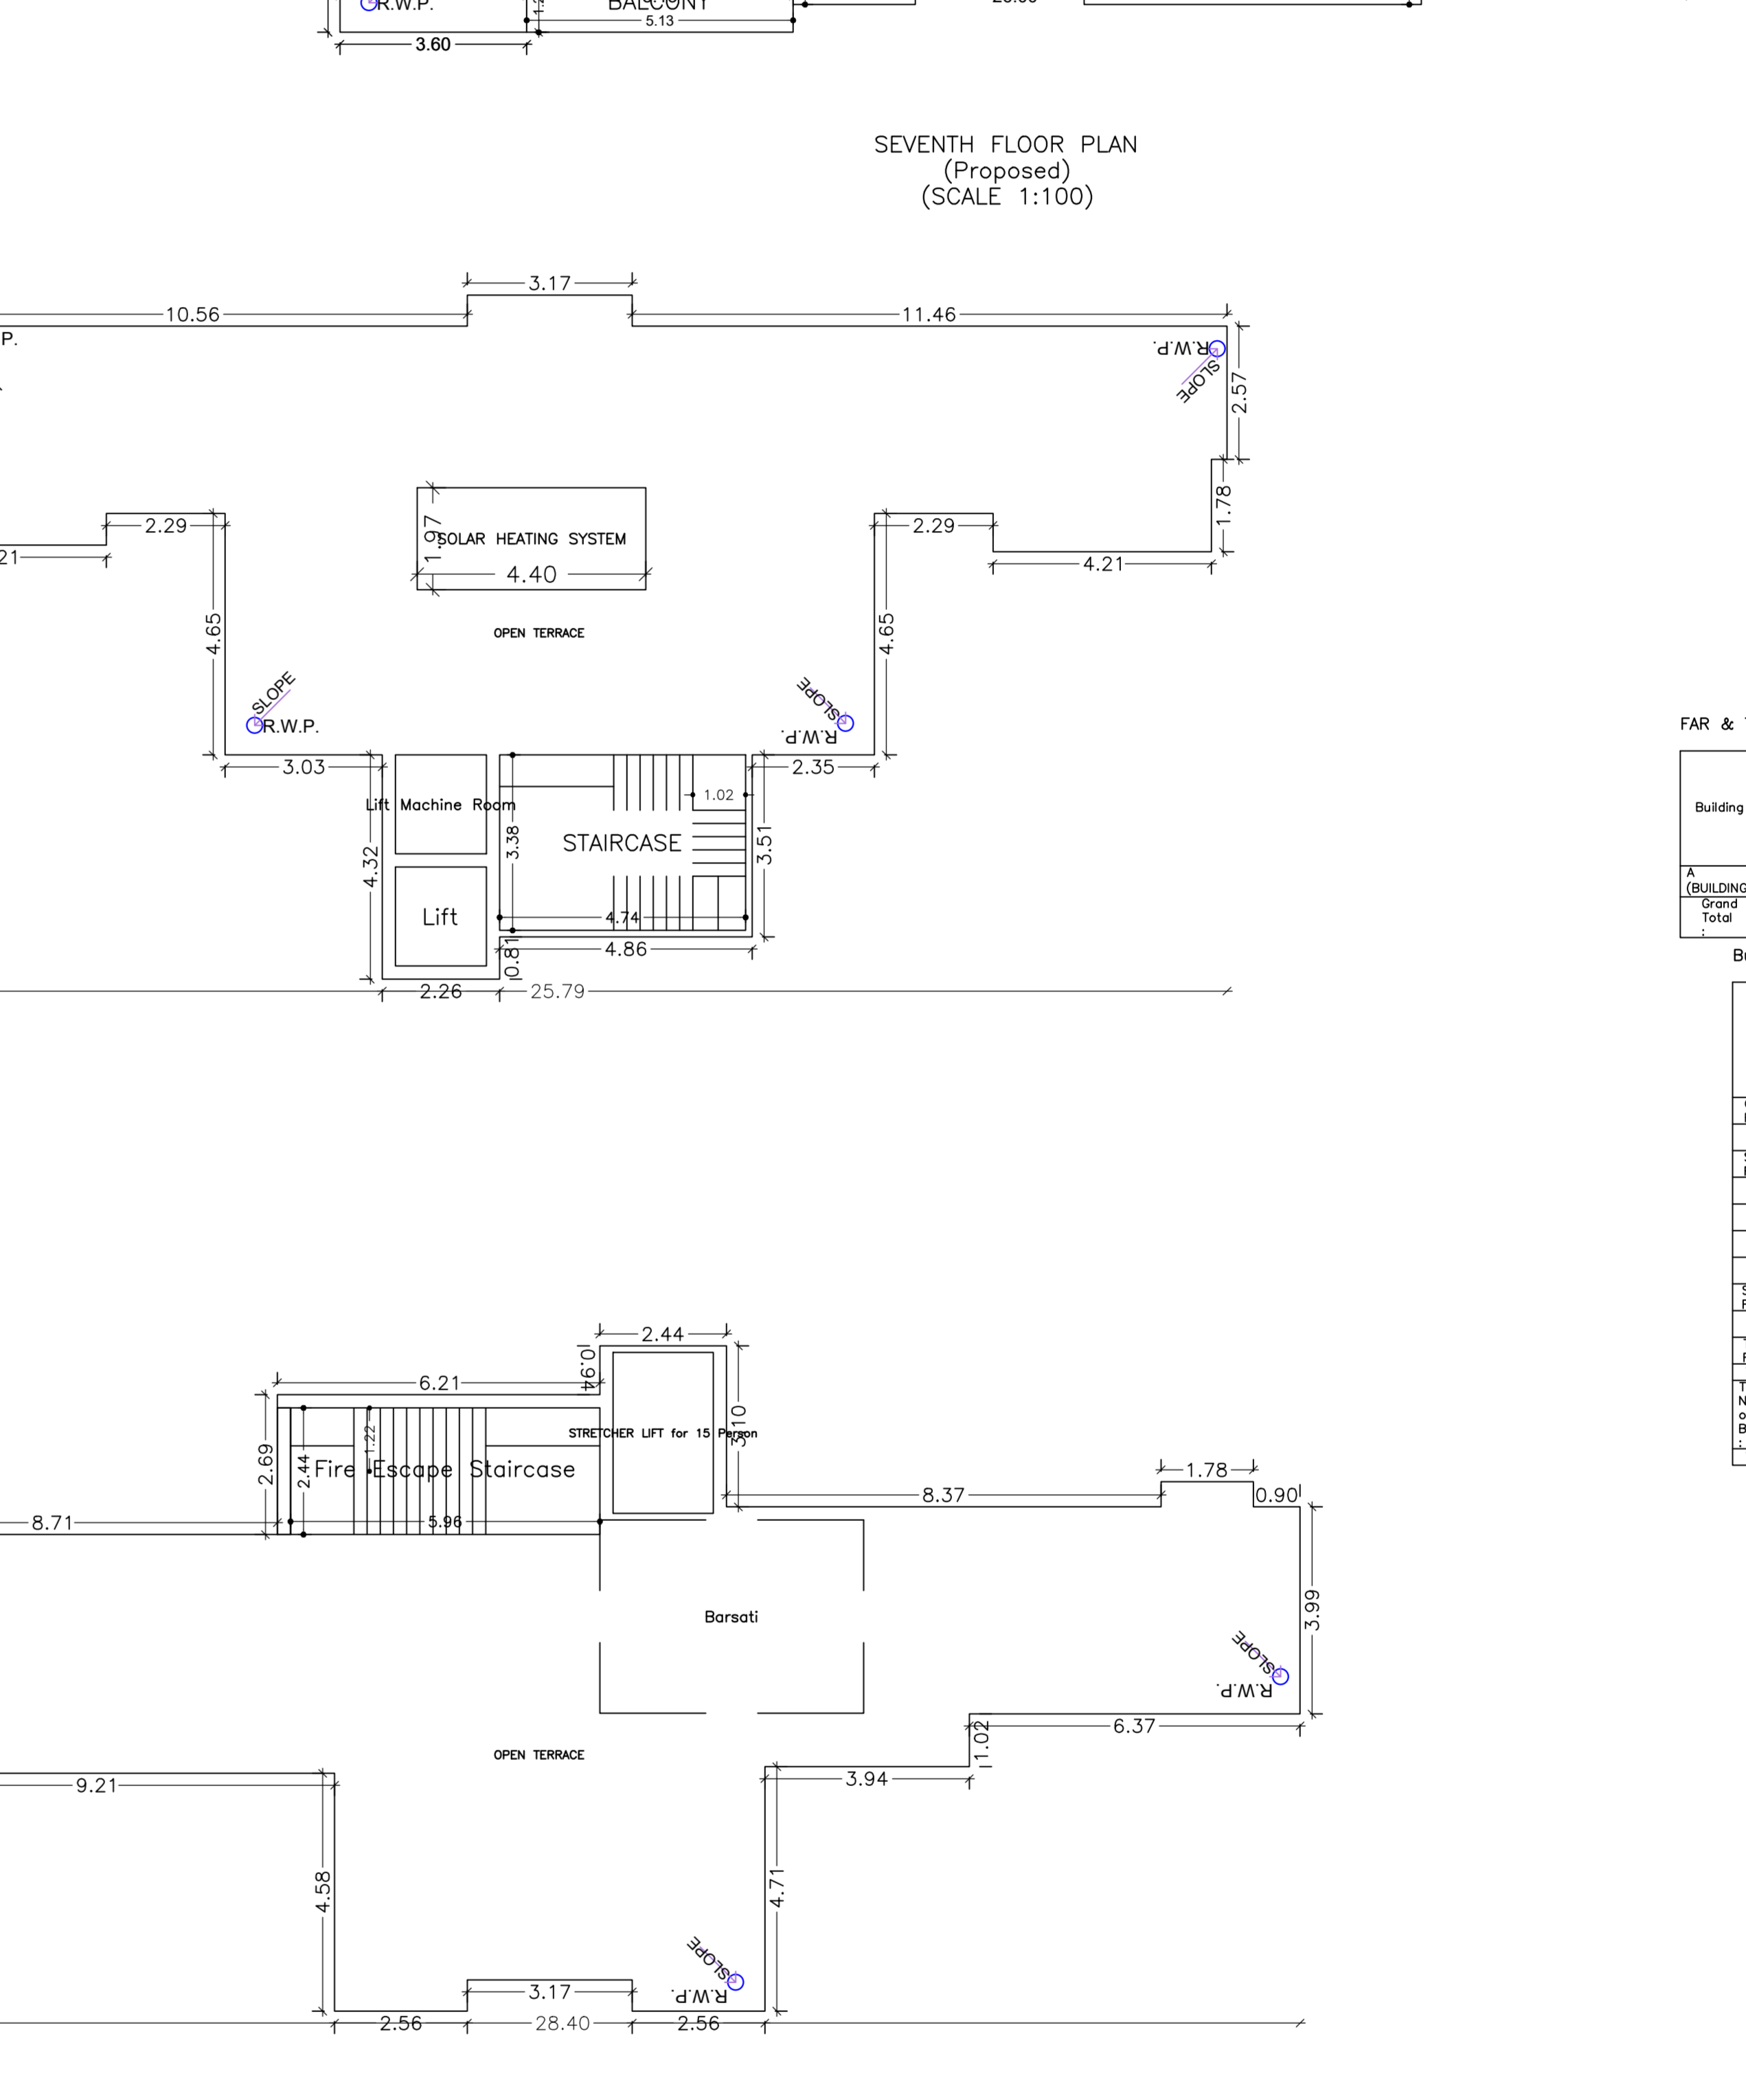 R.W.P.
BALCONY
5.13
3.60
SEVENTH FLOOR PLAN
(Proposed)
(SCALE 1:100)
3.17
10.56
11.46
P.
R.W.P.
SLOPE
2.57
1.78
2.29
2.29
21
4.21
1.97
SOLAR HEATING SYSTEM
4.40
OPEN TERRACE
4.65
4.65
SLOPE
R.W.P.
SLOPE
R.W.P.
3.03
2.35
Lift Machine Room
1.02
3.38
STAIRCASE
3.51
4.32
Lift
4.74
0.81
4.86
2.26
25.79
FAR &
Building
A
(BUILDING
Grand
Total
:
2.44
0.94
6.21
3.10
STRETCHER LIFT for 15 Person
1.22
2.69
2.44
Fire Escape Staircase
5.96
8.71
8.37
1.78
0.90
3.99
Barsati
SLOPE
R.W.P.
1.02
6.37
OPEN TERRACE
9.21
3.94
4.58
4.71
SLOPE
R.W.P.
3.17
2.56
28.40
2.56